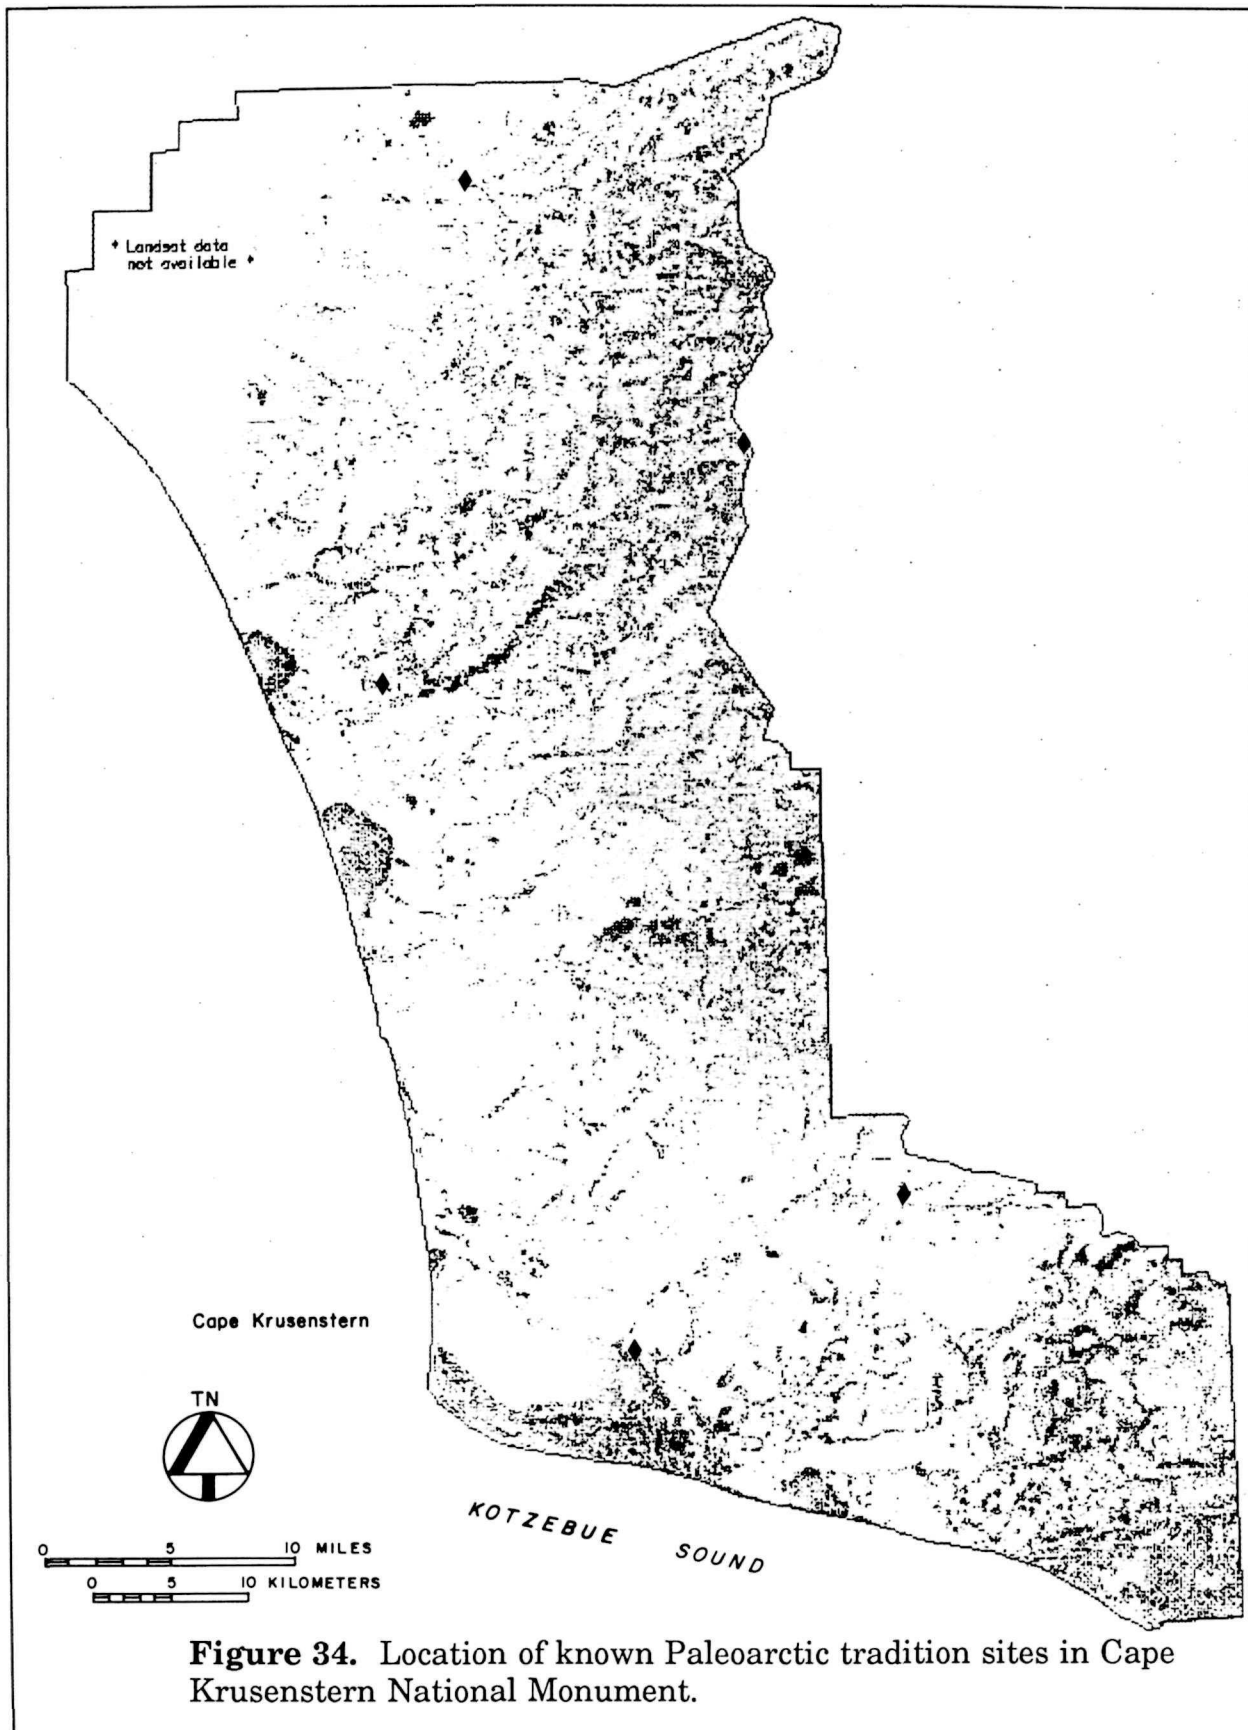 * Landsat data
not available *
Cape Krusenstern
TN
0 5 10 MILES
0 5 10 KILOMETERS
KOTZEBUE SOUND
Figure 34. Location of known Paleoarctic tradition sites in Cape
Krusenstern National Monument.